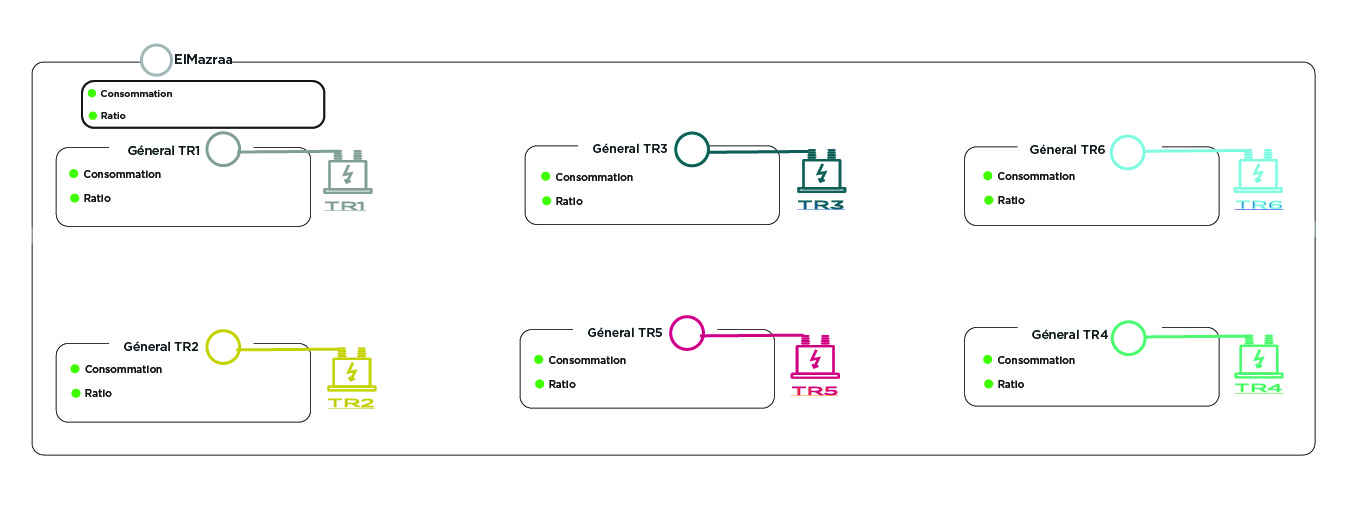 ElMazraa
Consommation
Ratio
Géneral TR1
Consommation
Ratio
TR1
Géneral TR3
Consommation
Ratio
TR3
Géneral TR6
Consommation
Ratio
TR6
Géneral TR2
Consommation
Ratio
TR2
Géneral TR5
Consommation
Ratio
TR5
Géneral TR4
Consommation
Ratio
TR4